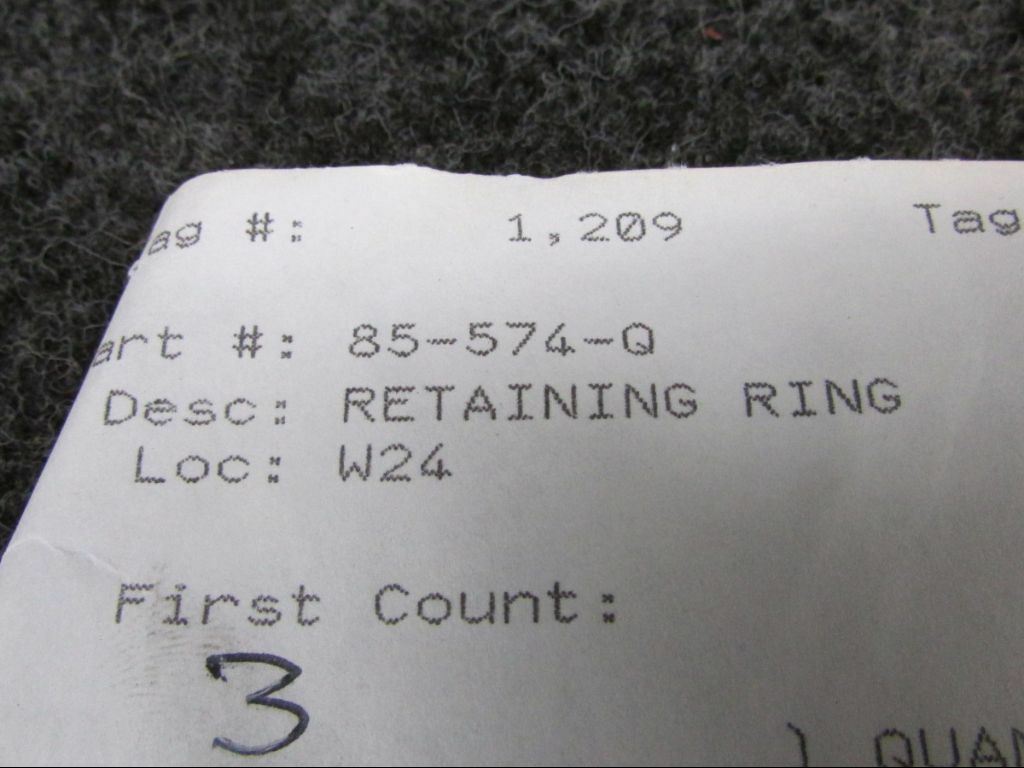 ag #: 1,209 Tag
art #: 85-574-Q
Desc: RETAINING RING
Loc: W24
First Count:
3
) QUAN